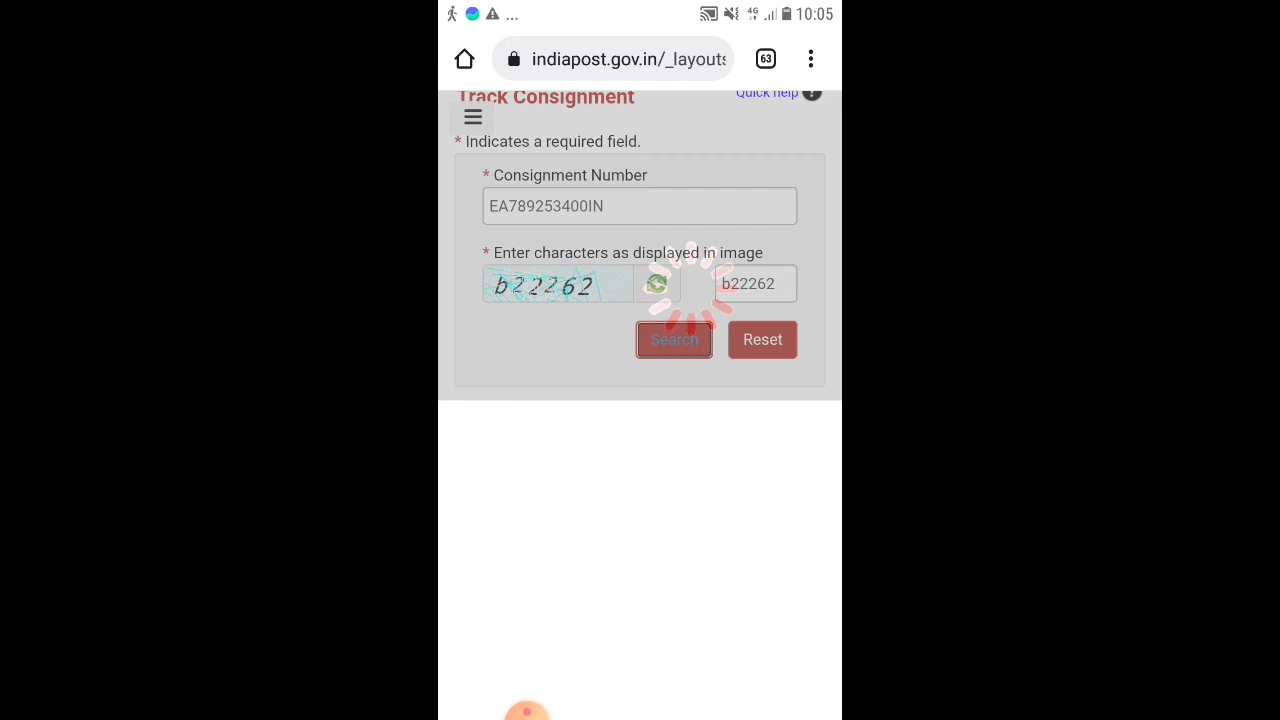 ... 4G 10:05
indiapost.gov.in/_layouts 63
Track Consignment Quick help ?
* Indicates a required field.
* Consignment Number
EA789253400IN
* Enter characters as displayed in image
b22262 b22262
Search Reset